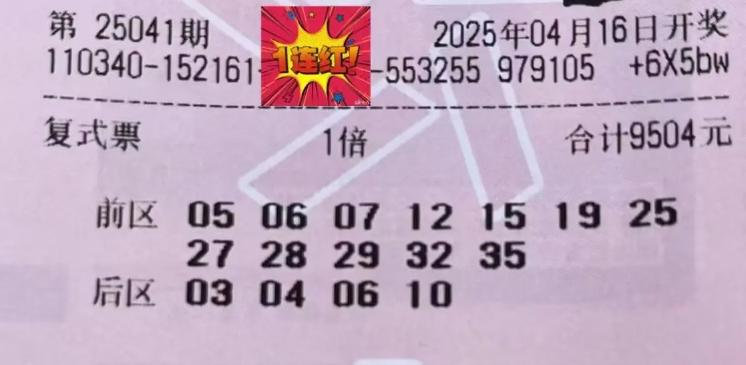 第 25041期
2025年04月16日开奖
110340-152161-
1连红!
-553255 979105 +6X5bw
复式票 1倍 合计9504元
前区 05 06 07 12 15 19 25
27 28 29 32 35
后区 03 04 06 10